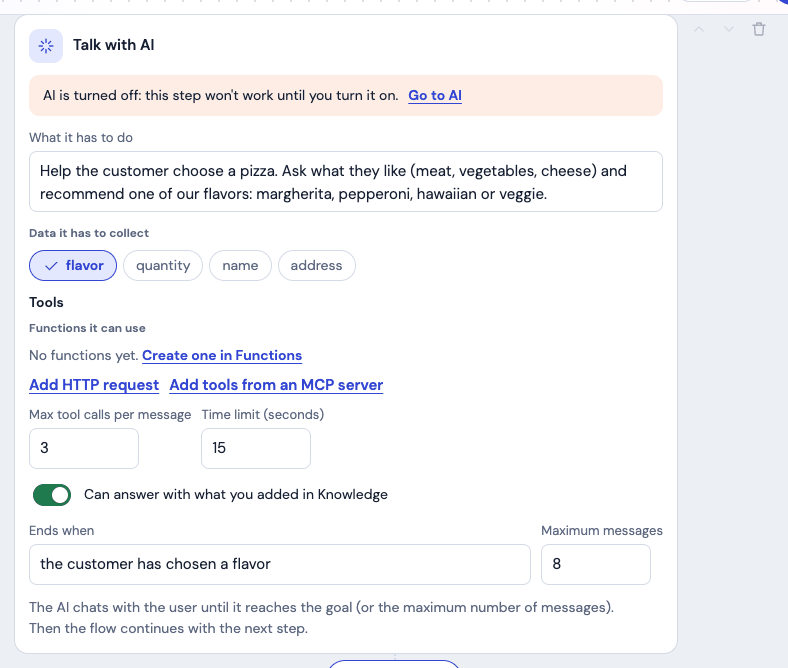 Talk with AI
AI is turned off: this step won't work until you turn it on. Go to AI
What it has to do
Help the customer choose a pizza. Ask what they like (meat, vegetables, cheese) and
recommend one of our flavors: margherita, pepperoni, hawaiian or veggie.
Data it has to collect
flavor quantity name address
Tools
Functions it can use
No functions yet. Create one in Functions
Add HTTP request Add tools from an MCP server
Max tool calls per message Time limit (seconds)
3 15
Can answer with what you added in Knowledge
Ends when Maximum messages
the customer has chosen a flavor 8
The AI chats with the user until it reaches the goal (or the maximum number of messages).
Then the flow continues with the next step.